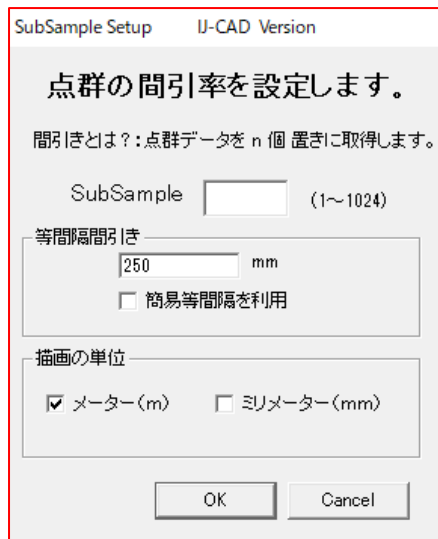 SubSample Setup IJ-CAD Version
点群の間引率を設定します。
間引きとは？：点群データを n 個 置きに取得します。
SubSample (1～1024)
等間隔間引き
250 mm
簡易等間隔を利用
描画の単位
メーター(m) ミリメーター(mm)
OK Cancel